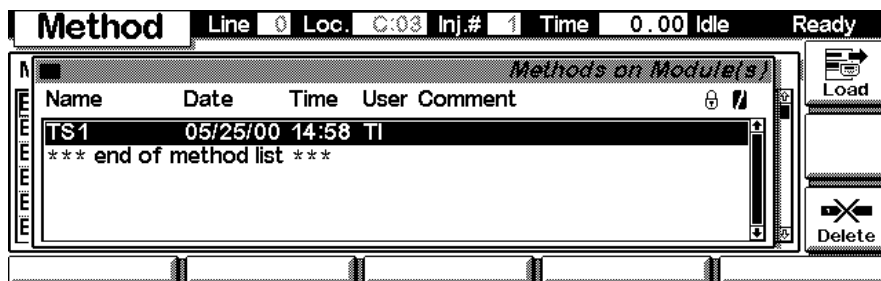 Method Line 0 Loc. C:03 Inj.# 1 Time 0.00 Idle Ready
Methods on Module(s)
Name Date Time User Comment
TS1 05/25/00 14:58 TI
*** end of method list ***
Load
Delete